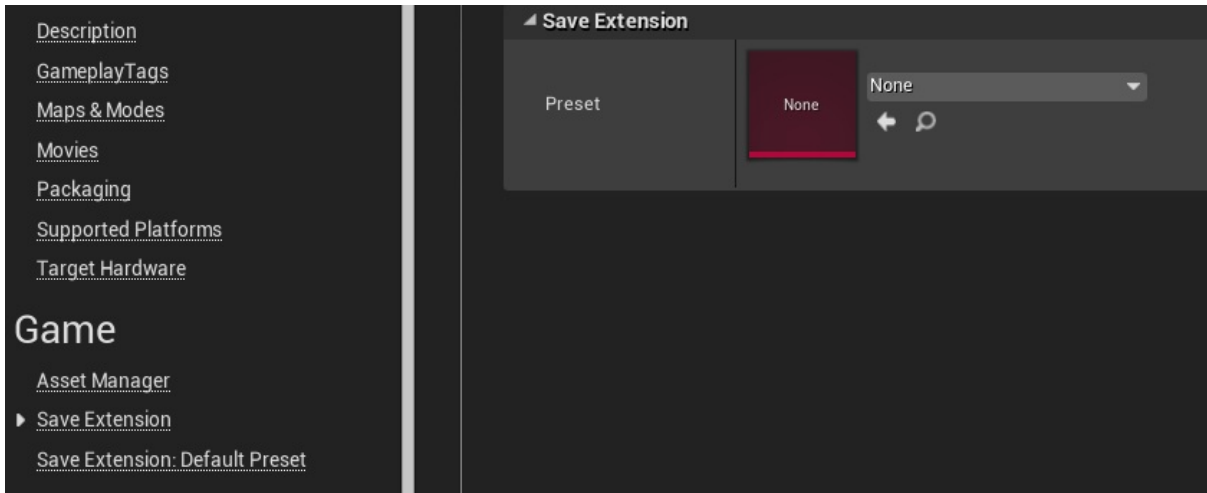 Description
GameplayTags
Maps & Modes
Movies
Packaging
Supported Platforms
Target Hardware
Game
Asset Manager
Save Extension
Save Extension: Default Preset
Save Extension
Preset
None
None